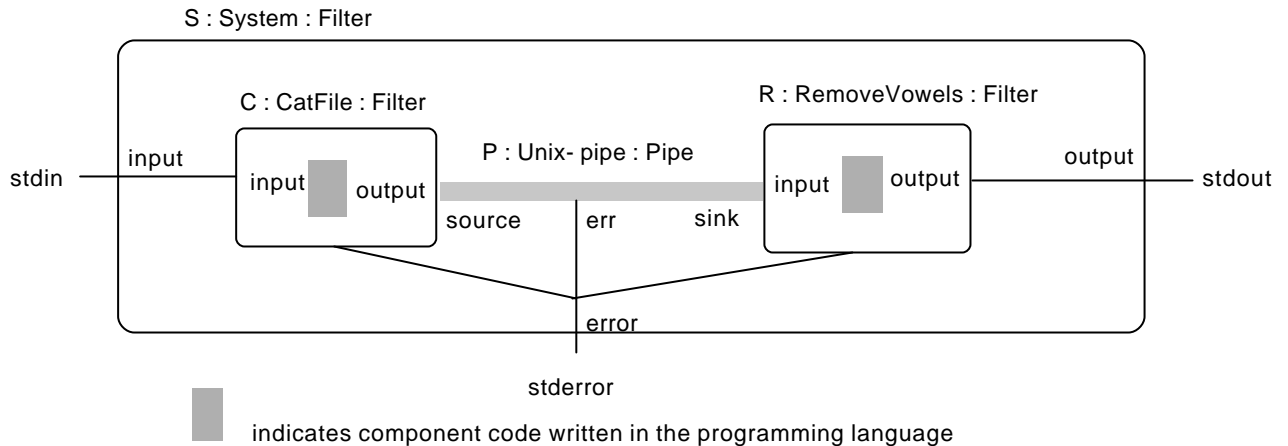 S : System : Filter
C : CatFile : Filter
R : RemoveVowels : Filter
P : Unix- pipe : Pipe
stdin
input
input
output
source
err
sink
input
output
output
stdout
error
stderror
indicates component code written in the programming language